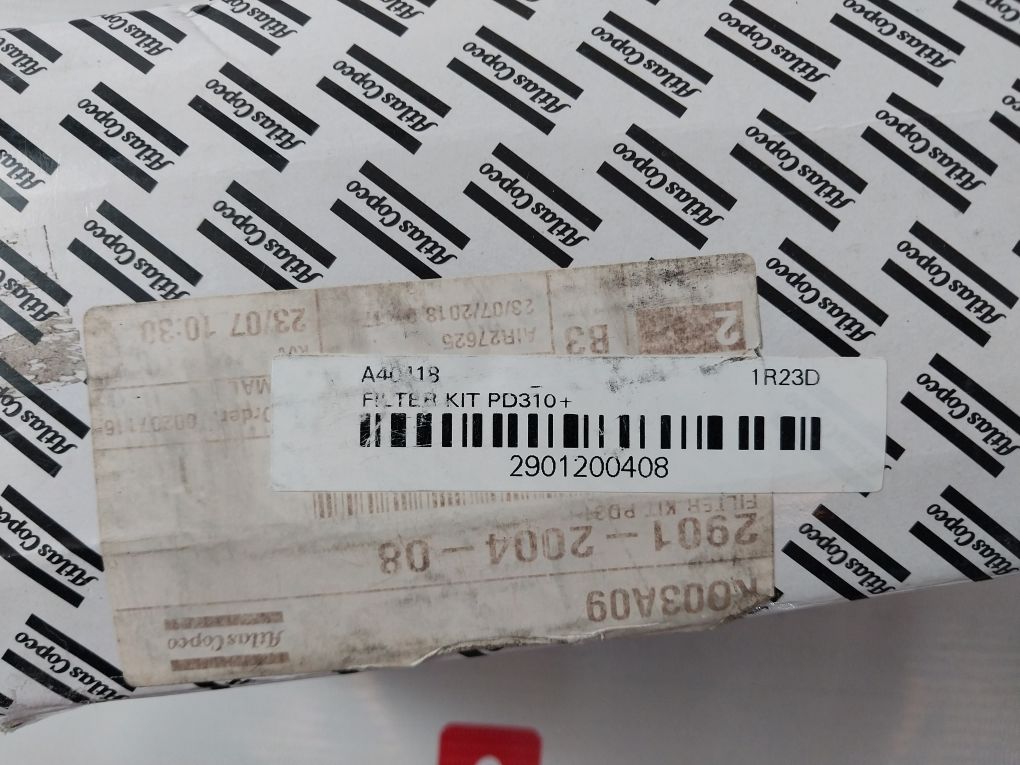 Atlas Copco
A40418 1R23D
FILTER KIT PD310+
2901200408
2
B3
AIR27625
23/07/2018
23/07 10:30
2901-2004-08
K003A09
Atlas Copco